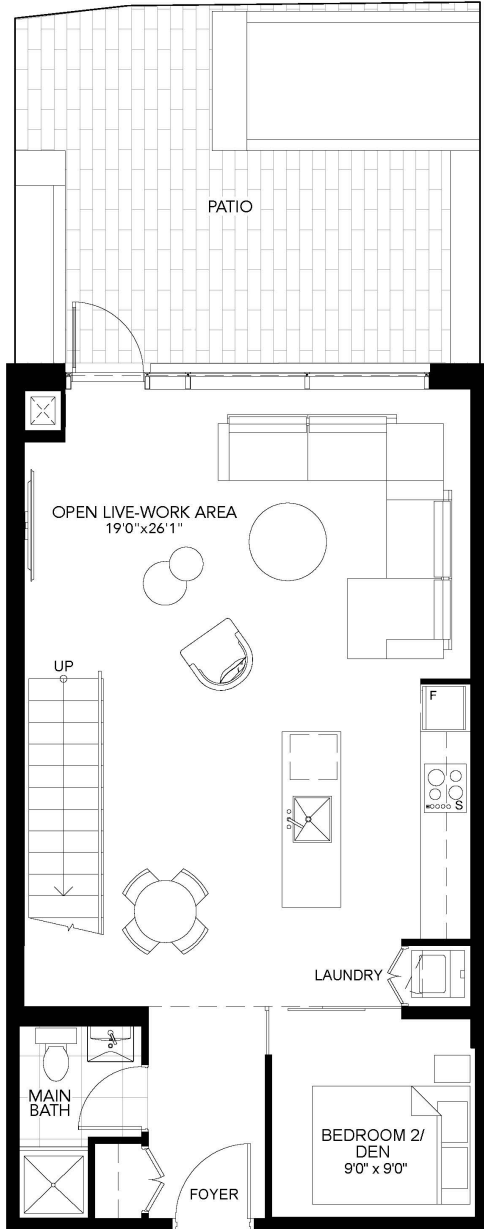 PATIO
OPEN LIVE-WORK AREA
19'0"x26'1"
UP
F
S
LAUNDRY
MAIN
BATH
BEDROOM 2/
DEN
9'0" x 9'0"
FOYER